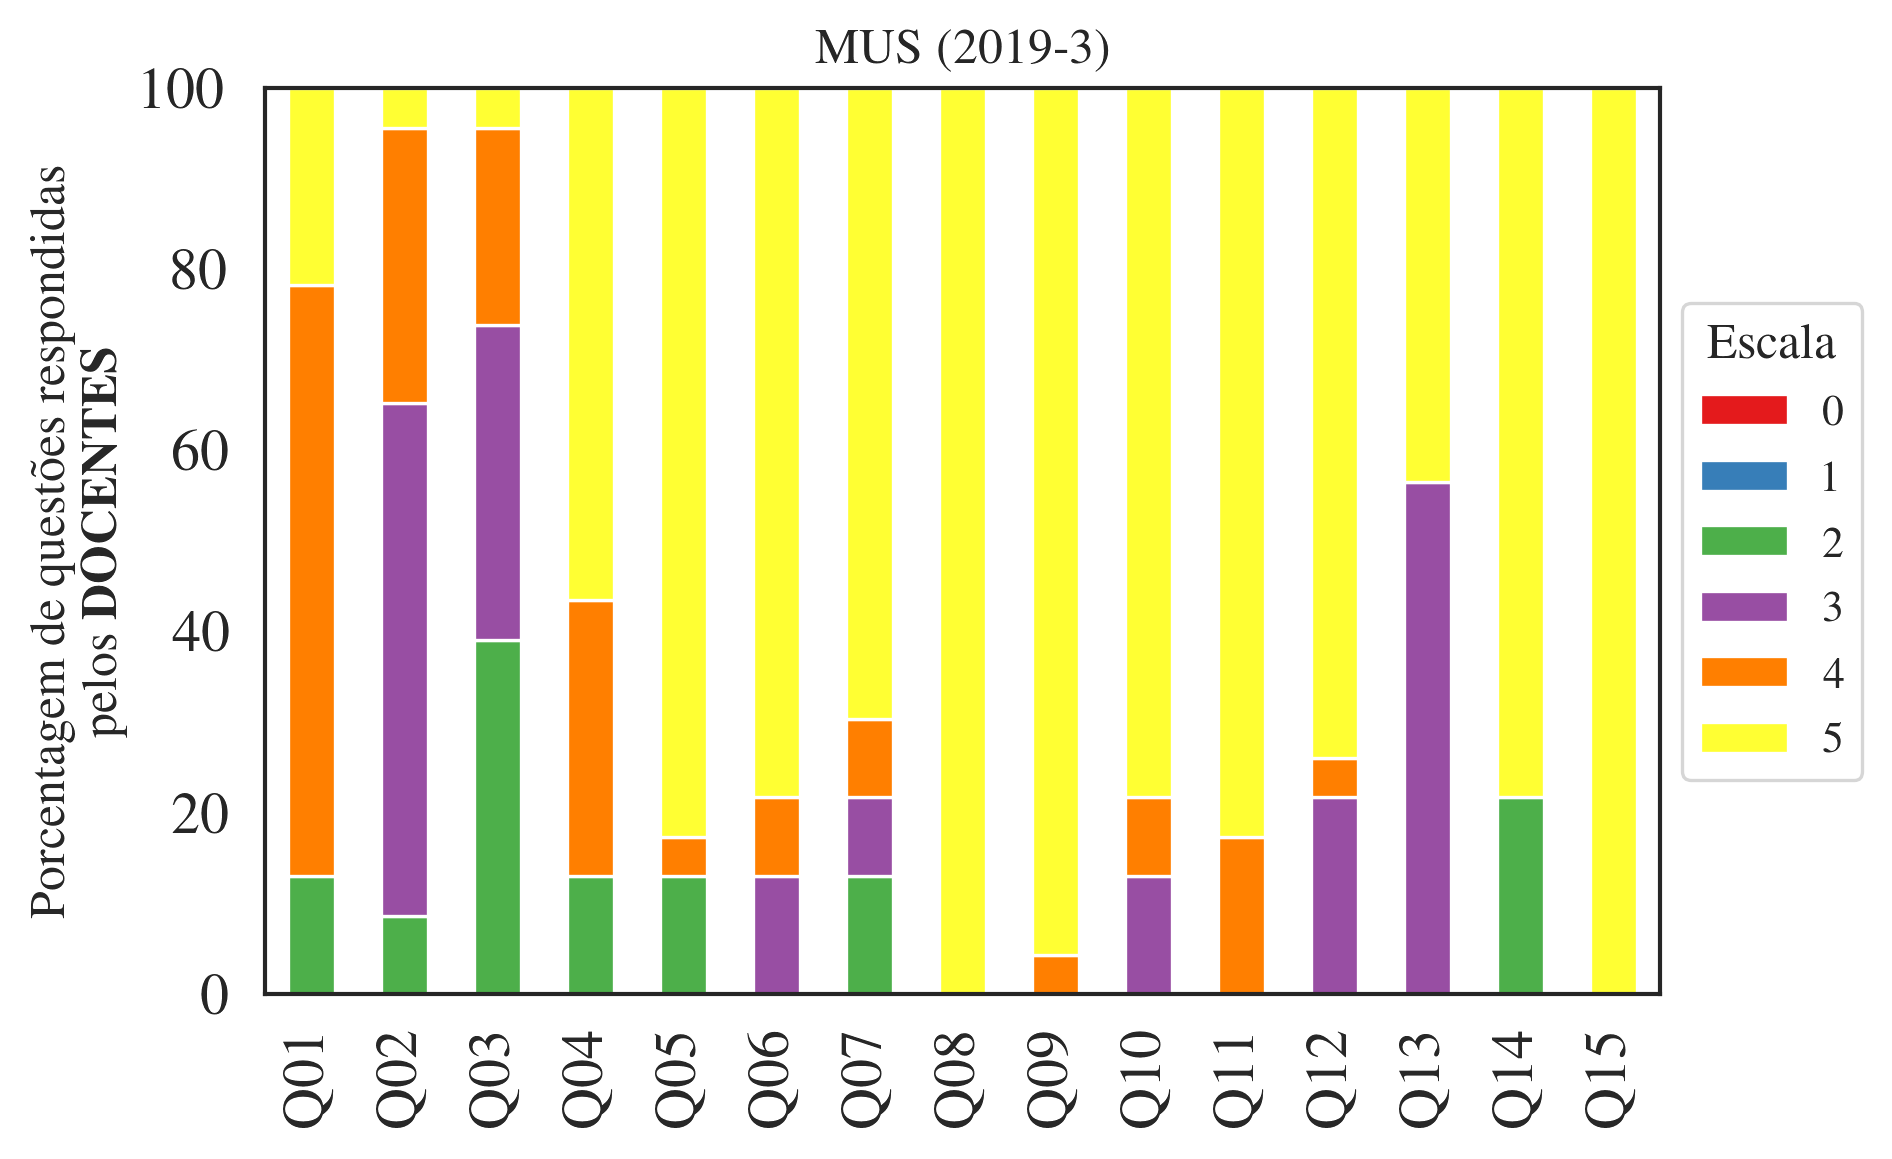 MUS (2019-3)
Porcentagem de questões respondidas
pelos DOCENTES
100
80
60
40
20
0
Q01
Q02
Q03
Q04
Q05
Q06
Q07
Q08
Q09
Q10
Q11
Q12
Q13
Q14
Q15
Escala
0
1
2
3
4
5